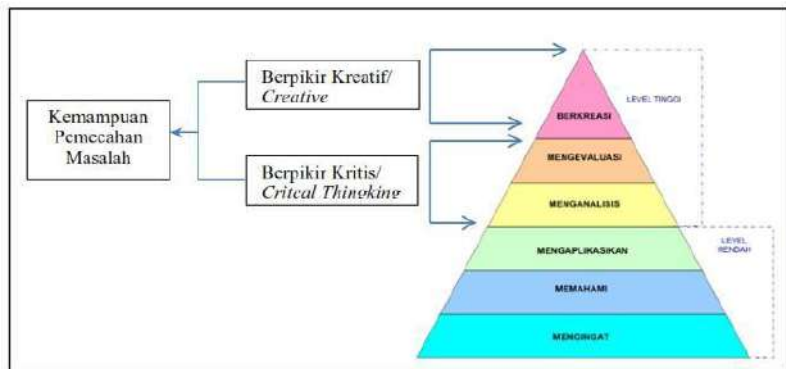 Kemampuan
Pemecahan
Masalah
Berpikir Kreatif/
Creative
Berpikir Kritis/
Critcal Thingking
BERKREASI
MENGEVALUASI
MENGANALISIS
MENGAPLIKASIKAN
MEMAHAMI
MENGINGAT
LEVEL TINGGI
LEVEL
RENDAH